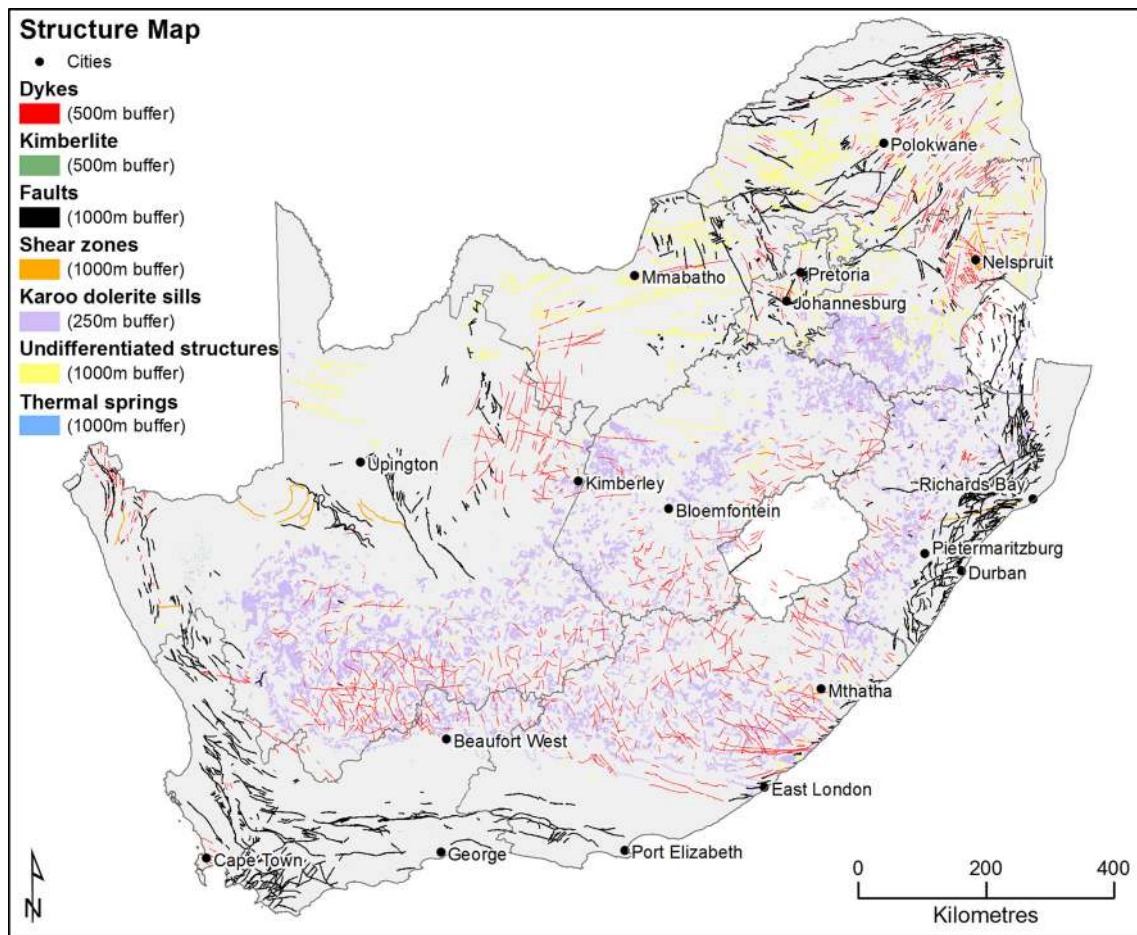 Structure Map
Cities
Dykes
(500m buffer)
Kimberlite
(500m buffer)
Faults
(1000m buffer)
Shear zones
(1000m buffer)
Karoo dolerite sills
(250m buffer)
Undifferentiated structures
(1000m buffer)
Thermal springs
(1000m buffer)
Polokwane
Nelspruit
Mmabatho
Pretoria
Johannesburg
Upington
Kimberley
Richards Bay
Bloemfontein
Pietermaritzburg
Durban
Mthatha
Beaufort West
East London
Cape Town
George
Port Elizabeth
N
0 200 400
Kilometres